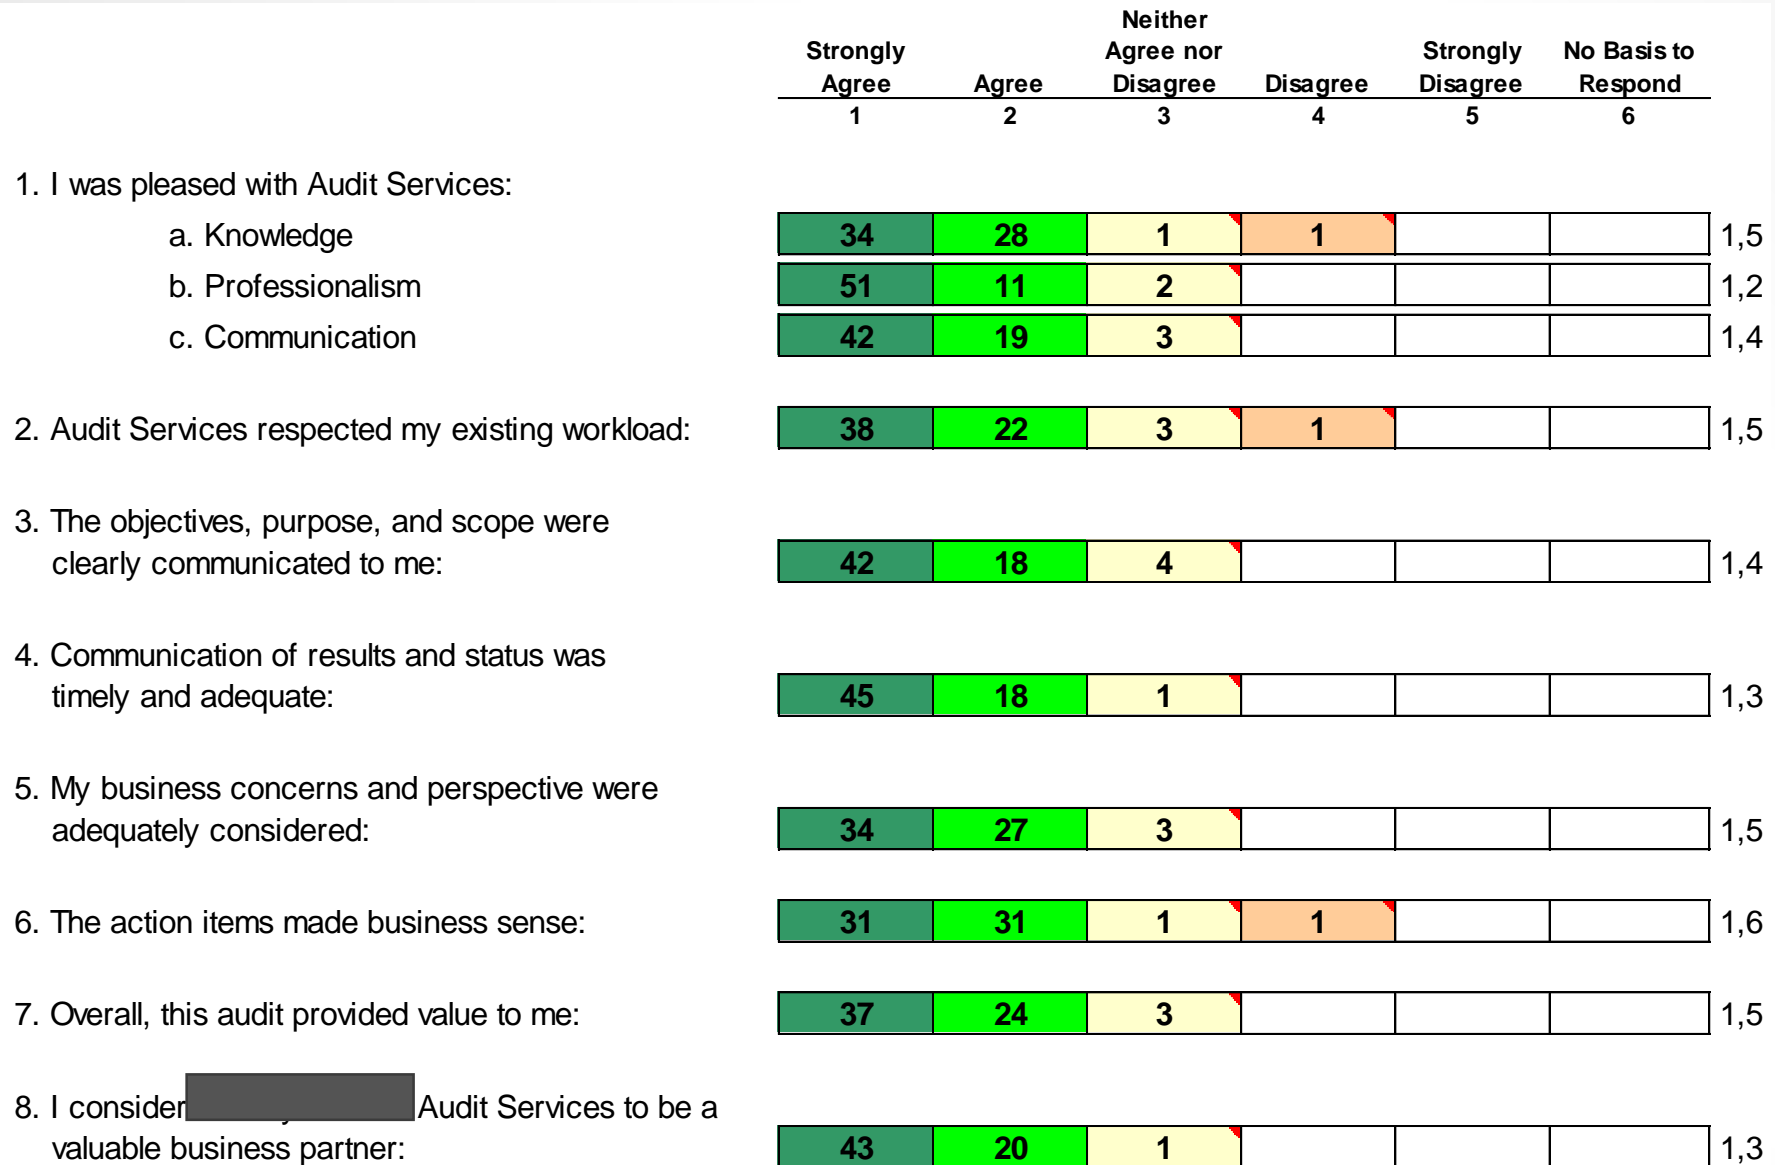 Neither
Strongly Agree nor Strongly No Basis to
Agree Agree Disagree Disagree Disagree Respond
1 2 3 4 5 6
1. I was pleased with Audit Services:
a. Knowledge 34 28 1 1 1,5
b. Professionalism 51 11 2 1,2
c. Communication 42 19 3 1,4
2. Audit Services respected my existing workload: 38 22 3 1 1,5
3. The objectives, purpose, and scope were
clearly communicated to me: 42 18 4 1,4
4. Communication of results and status was
timely and adequate: 45 18 1 1,3
5. My business concerns and perspective were
adequately considered: 34 27 3 1,5
6. The action items made business sense: 31 31 1 1 1,6
7. Overall, this audit provided value to me: 37 24 3 1,5
8. I consider Audit Services to be a
valuable business partner: 43 20 1 1,3